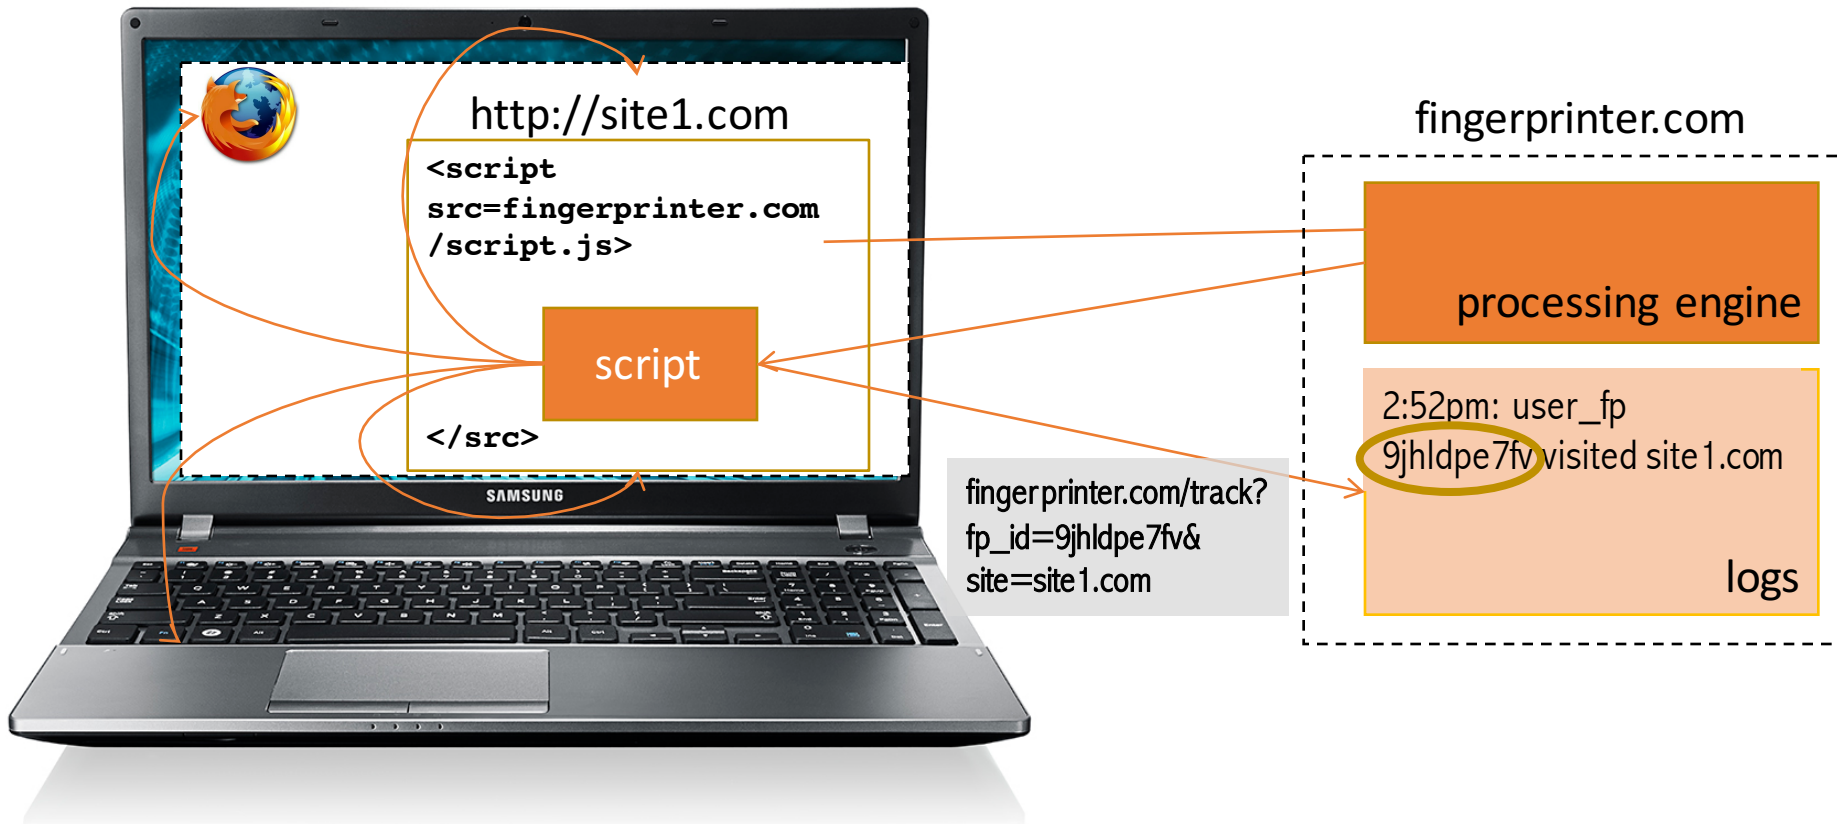 http://site1.com
<script
src=fingerprinter.com
/script.js>
script
</src>
SAMSUNG
fingerprinter.com/track?
fp_id=9jhldpe7fv&
site=site1.com
fingerprinter.com
processing engine
2:52pm: user_fp
9jhldpe7fv visited site1.com
logs